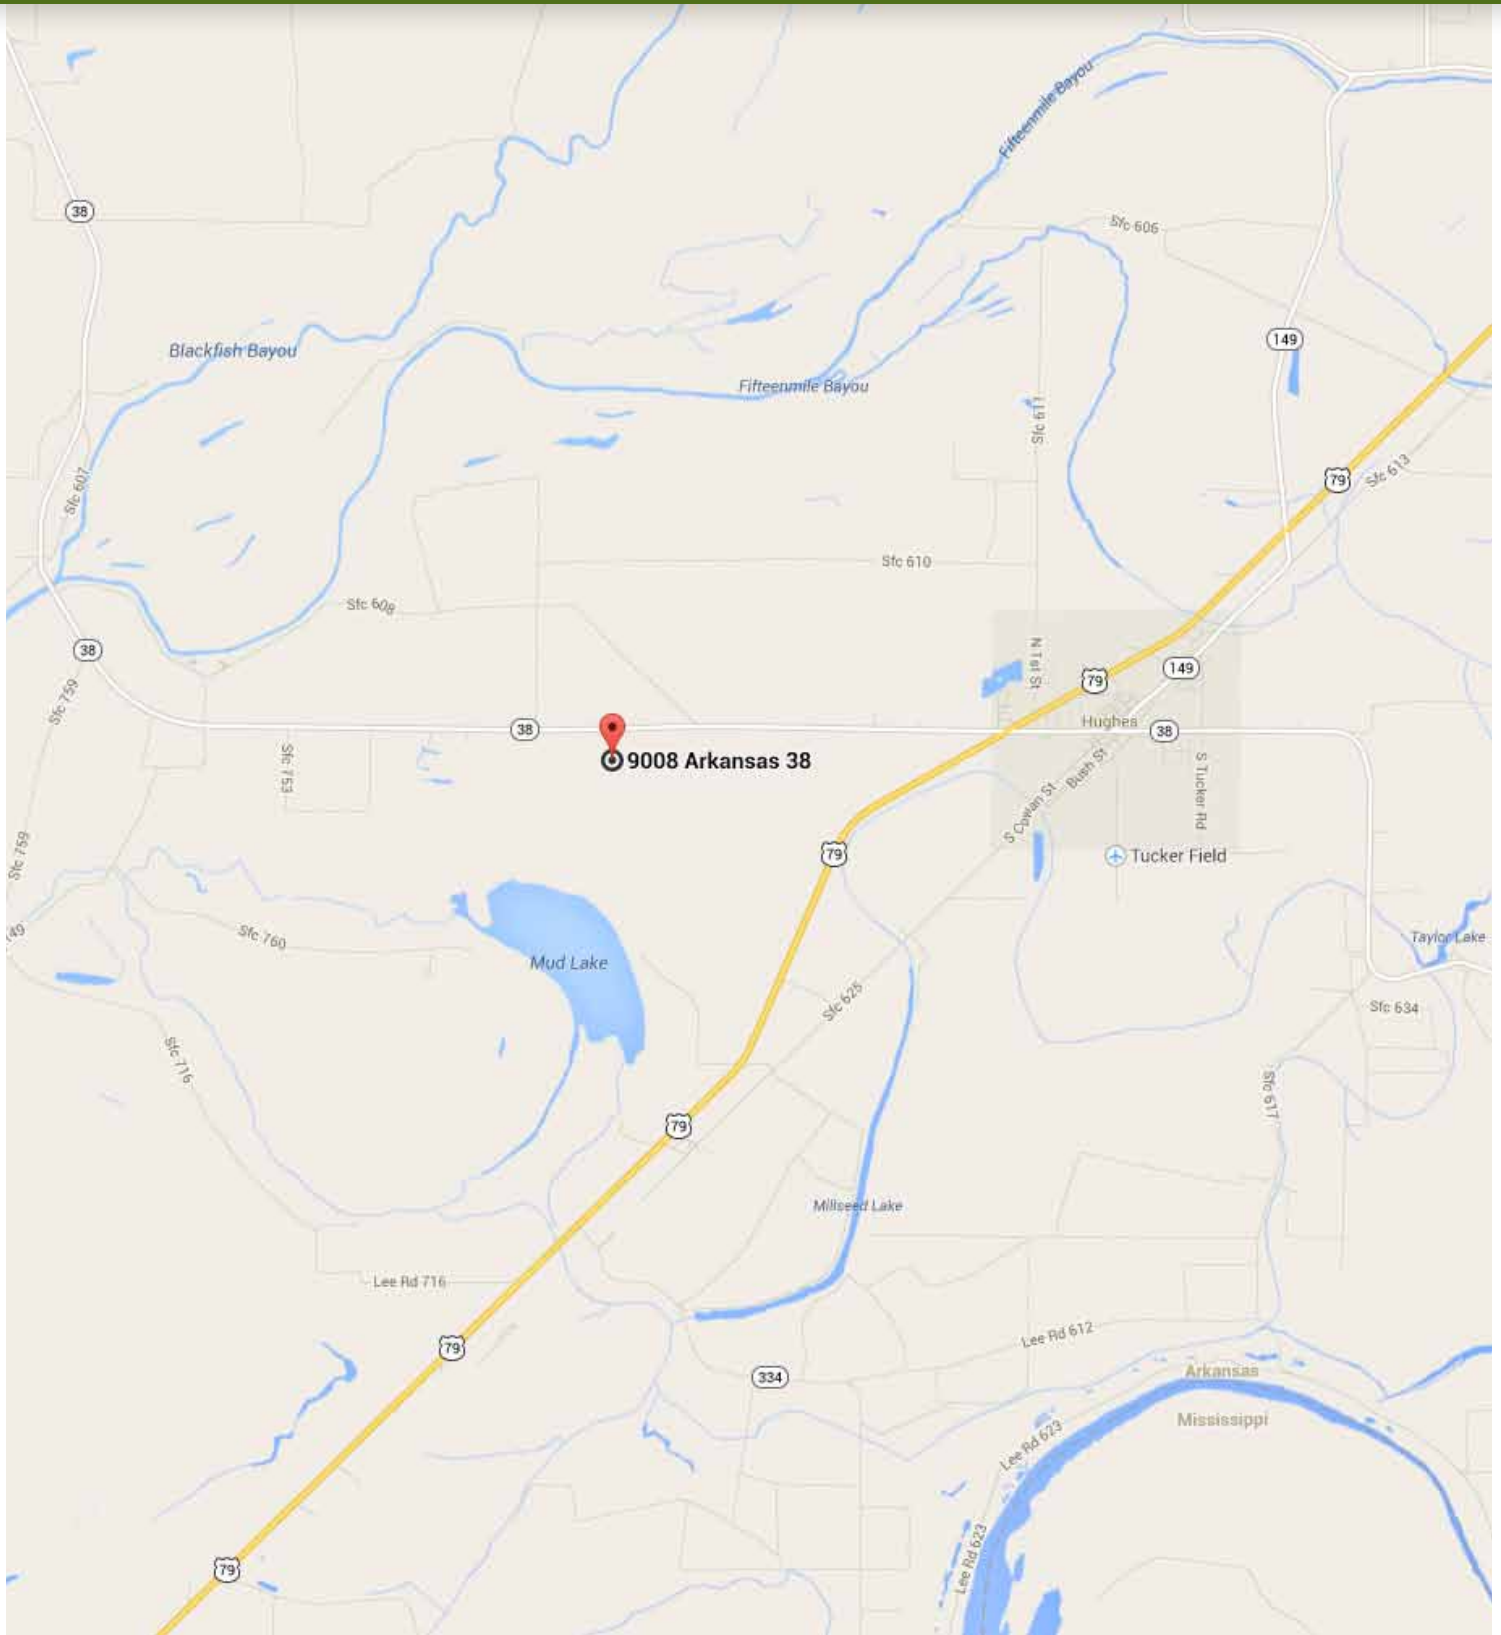 Fifteenmile Bayou
38
Sfc 606
149
Blackfish Bayou
Fifteenmile Bayou
Sfc 611
79
Sfc 613
Sfc 607
Sfc 610
Sfc 608
38
N 1st St
149
79
Sfc 759
Hughes
38
38
9008 Arkansas 38
Sfc 753
Bush St
S Tucker Rd
S Cowan St
79
Tucker Field
Sfc 759
Sfc 760
Taylor Lake
Mud Lake
Sfc 625
Sfc 634
Sfc 716
Sfc 617
79
Millseed Lake
Lee Rd 716
Lee Rd 612
79
334
Arkansas
Mississippi
Lee Rd 623
Lee Rd 623
79